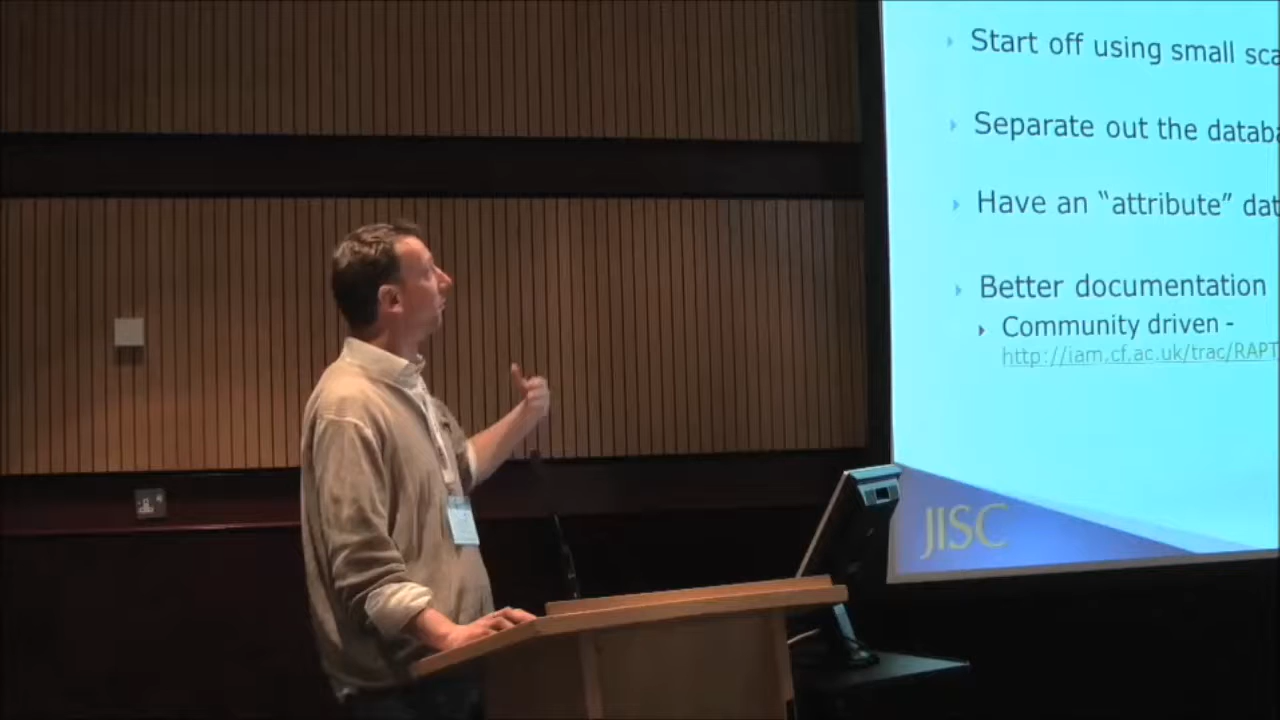 Start off using small sca
Separate out the databa
Have an “attribute” dat
Better documentation
Community driven -
http://iam.cf.ac.uk/trac/RAPT
JISC